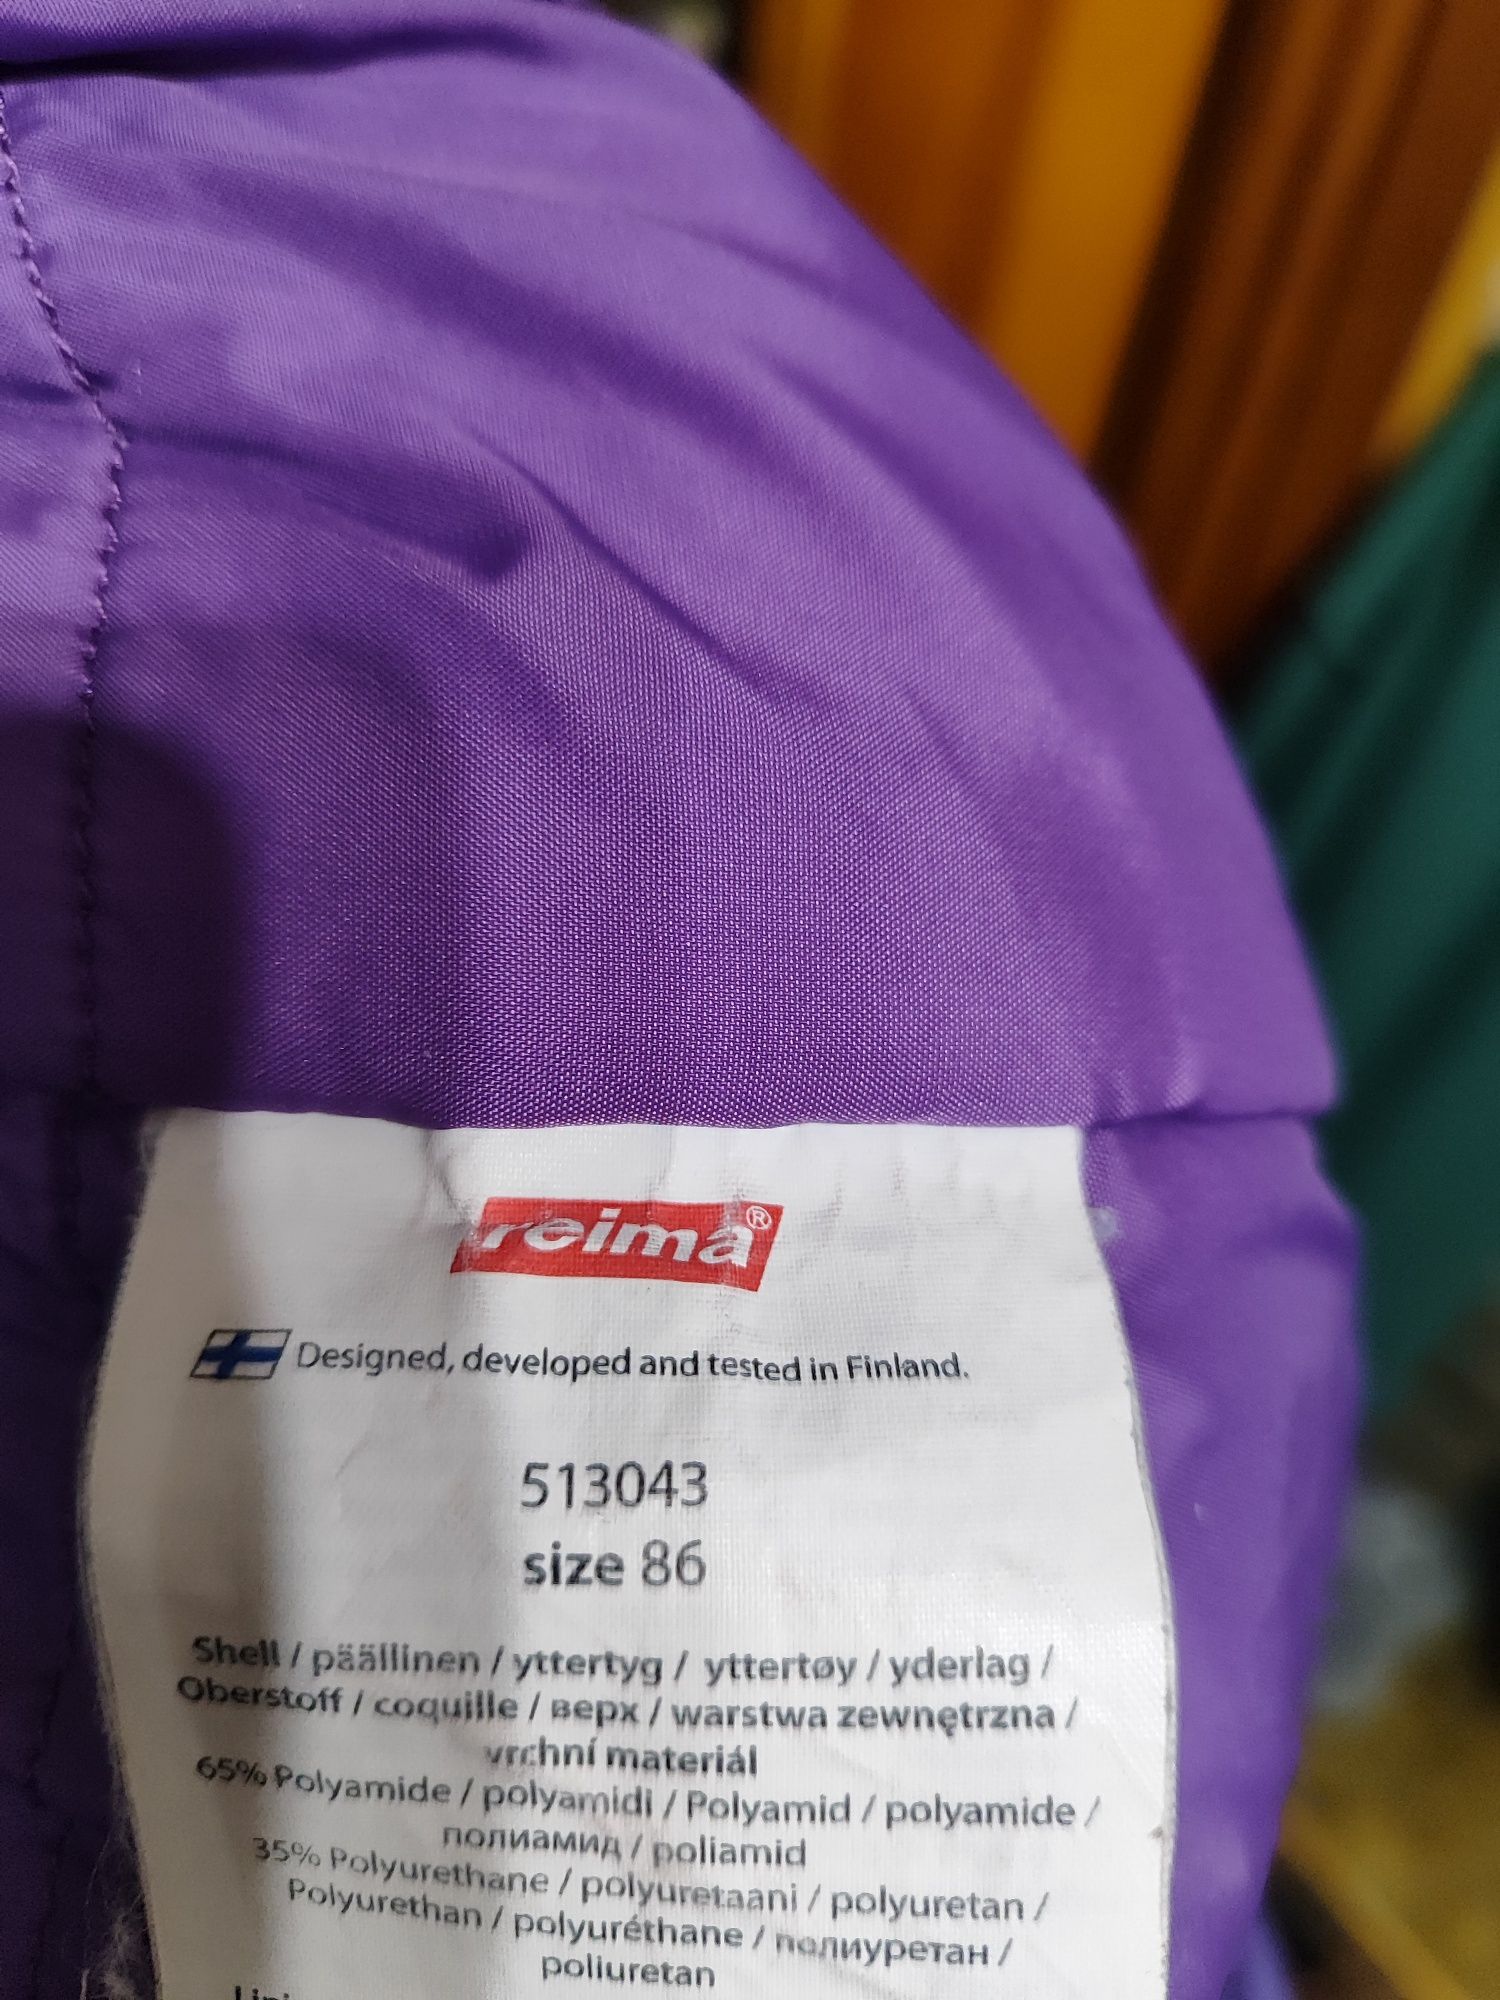 reima®
Designed, developed and tested in Finland.
513043
size 86
Shell / päällinen / yttertyg / yttertøy / yderlag /
Oberstoff / coquille / верх / warstwa zewnętrzna /
vrchní materiál
65% Polyamide / polyamidi / Polyamid / polyamide /
полиамид / poliamid
35% Polyurethane / polyuretaani / polyuretan /
Polyurethan / polyuréthane / полиуретан /
poliuretan